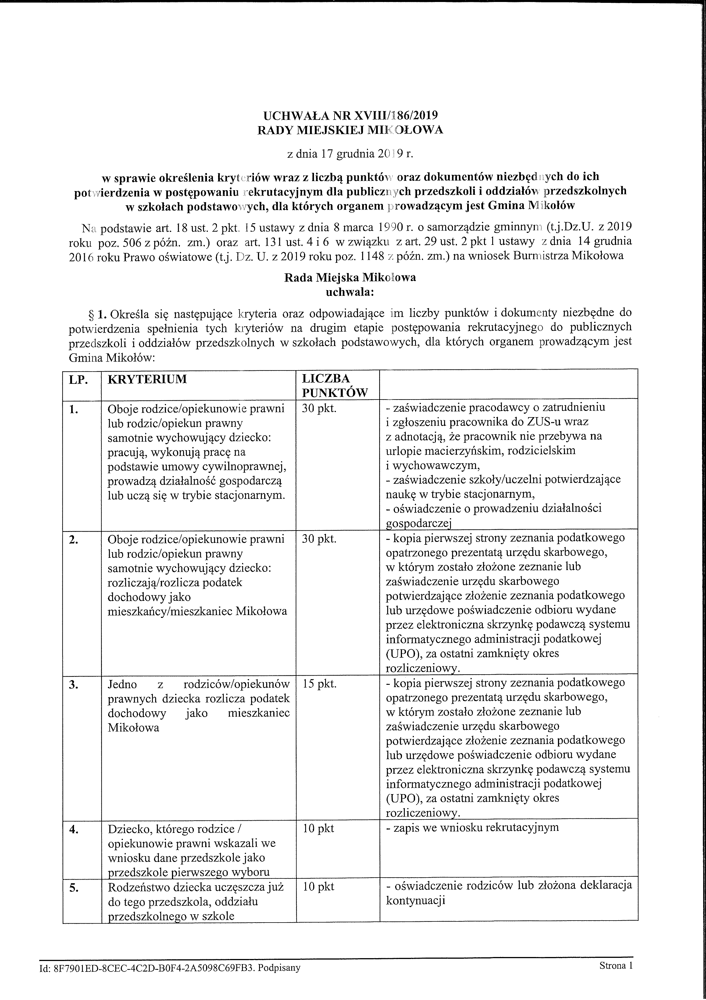 UCHWAŁA NR XVIII/186/2019
RADY MIEJSKIEJ MIKOŁOWA
z dnia 17 grudnia 2019 r.
w sprawie określenia kryteriów wraz z liczbą punktów oraz dokumentów niezbędnych do ich
potwierdzenia w postępowaniu rekrutacyjnym dla publicznych przedszkoli i oddziałów przedszkolnych
w szkołach podstawowych, dla których organem prowadzącym jest Gmina Mikołów
Na podstawie art. 18 ust. 2 pkt. 15 ustawy z dnia 8 marca 1990 r. o samorządzie gminnym (t.j.Dz.U. z 2019
roku poz. 506 z późn. zm.) oraz art. 131 ust. 4 i 6 w związku z art. 29 ust. 2 pkt 1 ustawy z dnia 14 grudnia
2016 roku Prawo oświatowe (t.j. Dz. U. z 2019 roku poz. 1148 z późn. zm.) na wniosek Burmistrza Mikołowa
Rada Miejska Mikołowa
uchwala:
§ 1. Określa się następujące kryteria oraz odpowiadające im liczby punktów i dokumenty niezbędne do
potwierdzenia spełnienia tych kryteriów na drugim etapie postępowania rekrutacyjnego do publicznych
przedszkoli i oddziałów przedszkolnych w szkołach podstawowych, dla których organem prowadzącym jest
Gmina Mikołów:
LP.
KRYTERIUM
LICZBA
PUNKTÓW
1.
Oboje rodzice/opiekunowie prawni
lub rodzic/opiekun prawny
samotnie wychowujący dziecko:
pracują, wykonują pracę na
podstawie umowy cywilnoprawnej,
prowadzą działalność gospodarczą
lub uczą się w trybie stacjonarnym.
30 pkt.
- zaświadczenie pracodawcy o zatrudnieniu
i zgłoszeniu pracownika do ZUS-u wraz
z adnotacją, że pracownik nie przebywa na
urlopie macierzyńskim, rodzicielskim
i wychowawczym,
- zaświadczenie szkoły/uczelni potwierdzające
naukę w trybie stacjonarnym,
- oświadczenie o prowadzeniu działalności
gospodarczej
2.
Oboje rodzice/opiekunowie prawni
lub rodzic/opiekun prawny
samotnie wychowujący dziecko:
rozliczają/rozlicza podatek
dochodowy jako
mieszkańcy/mieszkaniec Mikołowa
30 pkt.
- kopia pierwszej strony zeznania podatkowego
opatrzonego prezentatą urzędu skarbowego,
w którym zostało złożone zeznanie lub
zaświadczenie urzędu skarbowego
potwierdzające złożenie zeznania podatkowego
lub urzędowe poświadczenie odbioru wydane
przez elektroniczna skrzynkę podawczą systemu
informatycznego administracji podatkowej
(UPO), za ostatni zamknięty okres
rozliczeniowy.
3.
Jedno z rodziców/opiekunów
prawnych dziecka rozlicza podatek
dochodowy jako mieszkaniec
Mikołowa
15 pkt.
- kopia pierwszej strony zeznania podatkowego
opatrzonego prezentatą urzędu skarbowego,
w którym zostało złożone zeznanie lub
zaświadczenie urzędu skarbowego
potwierdzające złożenie zeznania podatkowego
lub urzędowe poświadczenie odbioru wydane
przez elektroniczna skrzynkę podawczą systemu
informatycznego administracji podatkowej
(UPO), za ostatni zamknięty okres
rozliczeniowy.
4.
Dziecko, którego rodzice /
opiekunowie prawni wskazali we
wniosku dane przedszkole jako
przedszkole pierwszego wyboru
10 pkt
- zapis we wniosku rekrutacyjnym
5.
Rodzeństwo dziecka uczęszcza już
do tego przedszkola, oddziału
przedszkolnego w szkole
10 pkt
- oświadczenie rodziców lub złożona deklaracja
kontynuacji
Id: 8F7901ED-8CEC-4C2D-B0F4-2A5098C69FB3. Podpisany
Strona 1